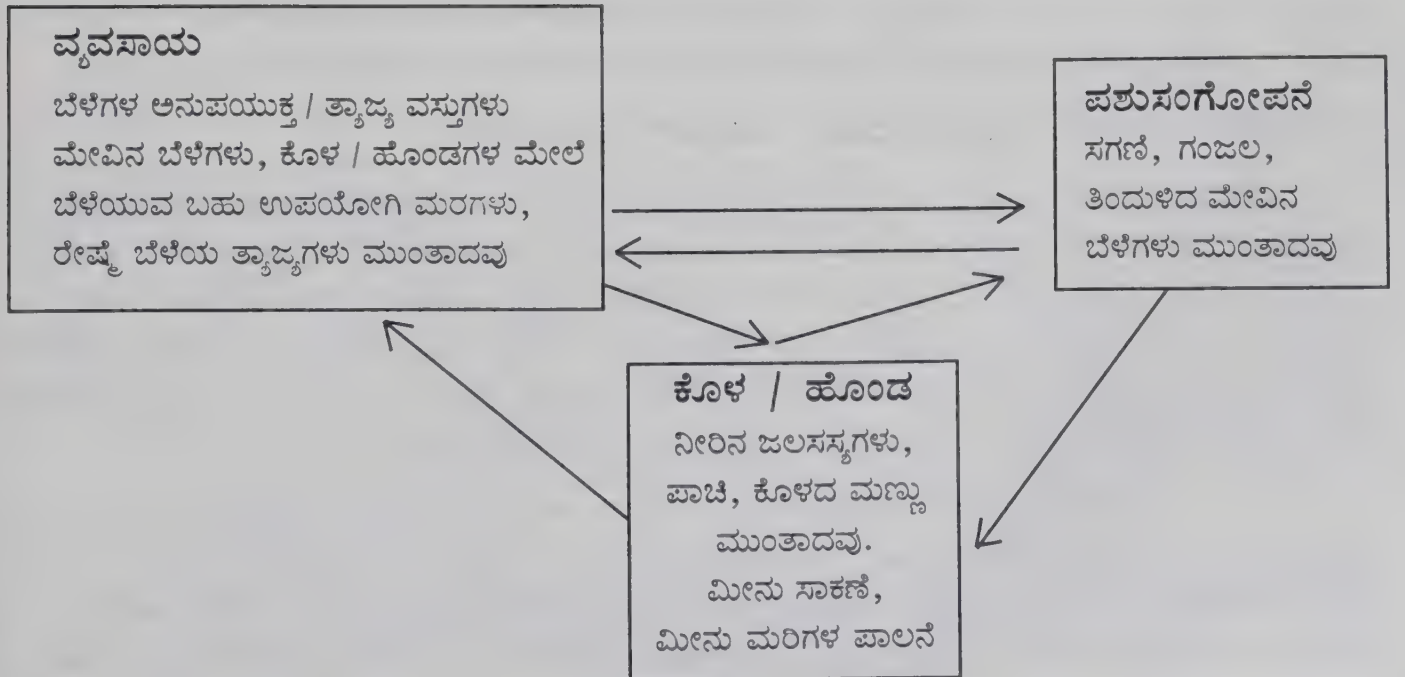 ವ್ಯವಸಾಯ
ಬೆಳೆಗಳ ಅನುಪಯುಕ್ತ / ತ್ಯಾಜ್ಯ ವಸ್ತುಗಳು
ಮೇವಿನ ಬೆಳೆಗಳು, ಕೊಳ / ಹೊಂಡಗಳ ಮೇಲೆ
ಬೆಳೆಯುವ ಬಹು ಉಪಯೋಗಿ ಮರಗಳು,
ರೇಷ್ಮೆ ಬೆಳೆಯ ತ್ಯಾಜ್ಯಗಳು ಮುಂತಾದವು
ಪಶುಸಂಗೋಪನೆ
ಸಗಣಿ, ಗಂಜಲ,
ತಿಂದುಳಿದ ಮೇವಿನ
ಬೆಳೆಗಳು ಮುಂತಾದವು
ಕೊಳ / ಹೊಂಡ
ನೀರಿನ ಜಲಸಸ್ಯಗಳು,
ಪಾಚಿ, ಕೊಳದ ಮಣ್ಣು
ಮುಂತಾದವು.
ಮೀನು ಸಾಕಣೆ,
ಮೀನು ಮರಿಗಳ ಪಾಲನೆ